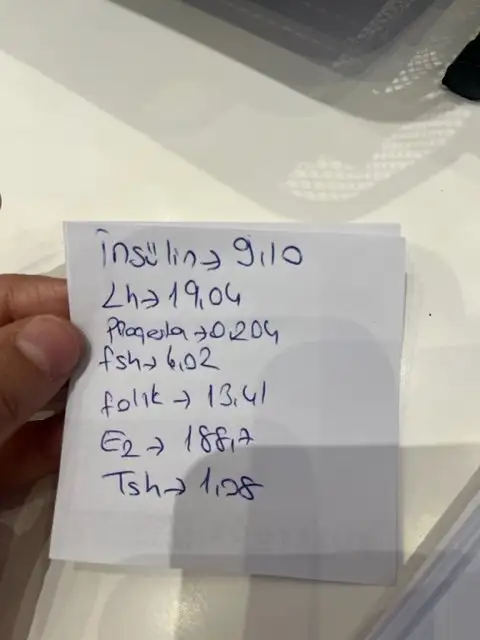 İnsülin→ 9,10
Lh→ 19,04
Progesta→0,204
fsh→ 6,02
folik → 13,41
E2 → 188,7
Tsh→ 1,08